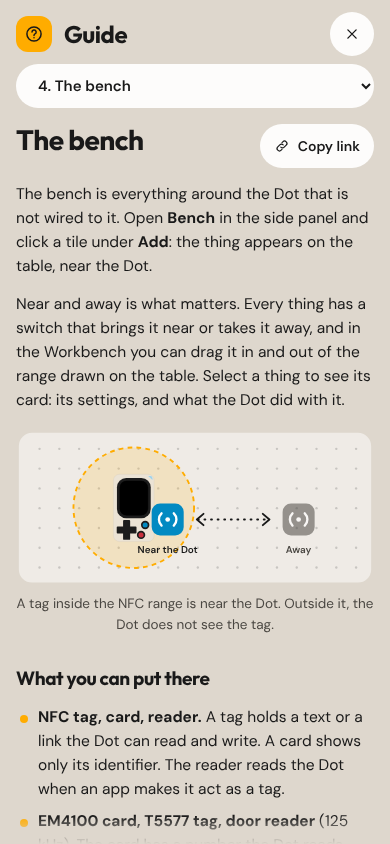 Guide
4. The bench
The bench
Copy link
The bench is everything around the Dot that is
not wired to it. Open Bench in the side panel and
click a tile under Add: the thing appears on the
table, near the Dot.
Near and away is what matters. Every thing has a
switch that brings it near or takes it away, and in
the Workbench you can drag it in and out of the
range drawn on the table. Select a thing to see its
card: its settings, and what the Dot did with it.
Near the Dot
Away
A tag inside the NFC range is near the Dot. Outside it, the
Dot does not see the tag.
What you can put there
NFC tag, card, reader. A tag holds a text or a
link the Dot can read and write. A card shows
only its identifier. The reader reads the Dot
when an app makes it act as a tag.
EM4100 card, T5577 tag, door reader (125